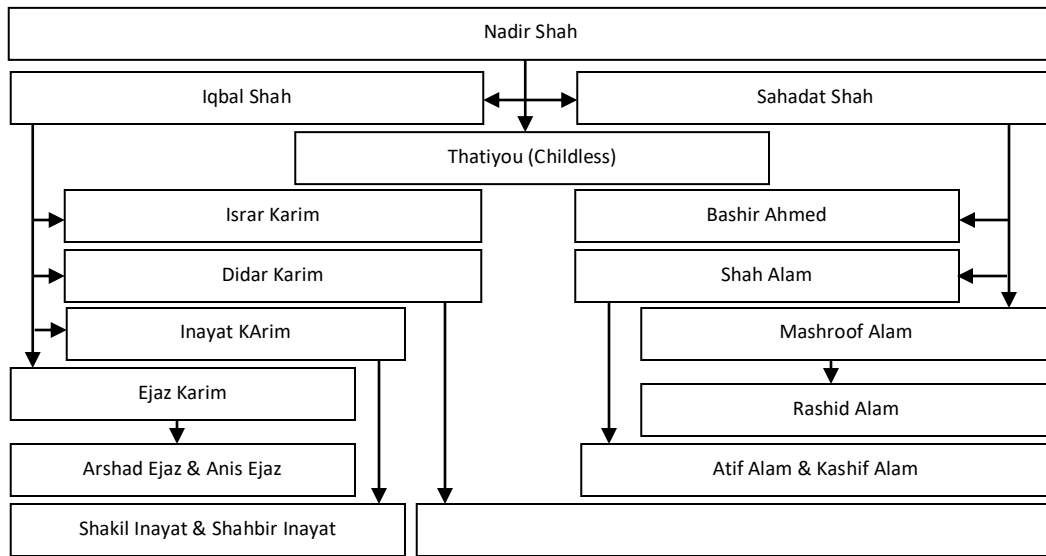 Nadir Shah
Iqbal Shah
Sahadat Shah
Thatiyou (Childless)
Israr Karim
Bashir Ahmed
Didar Karim
Shah Alam
Inayat KArim
Mashroof Alam
Ejaz Karim
Rashid Alam
Arshad Ejaz & Anis Ejaz
Atif Alam & Kashif Alam
Shakil Inayat & Shahbir Inayat